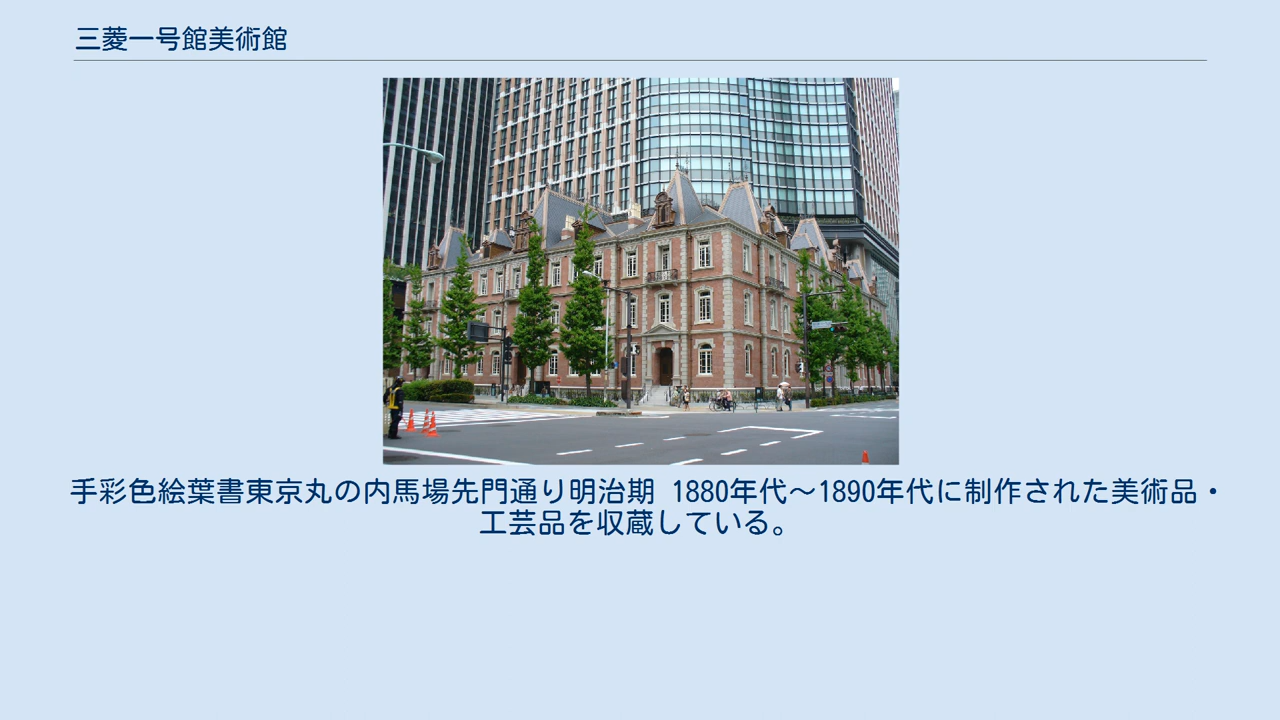 三菱一号館美術館
手彩色絵葉書東京丸の内馬場先門通り明治期 1880年代～1890年代に制作された美術品・
工芸品を収蔵している。